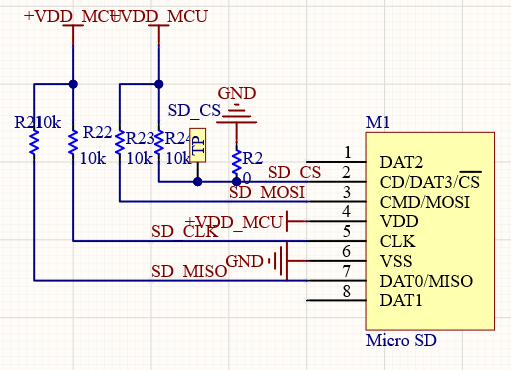 +VDD_MCU
+VDD_MCU
GND
SD_CS
M1
R21
10k
R22
10k
R23
10k
R24
10k
TP
R2
0
SD_CS
SD_MOSI
+VDD_MCU
SD_CLK
GND
SD_MISO
1
DAT2
2
CD/DAT3/CS
3
CMD/MOSI
4
VDD
5
CLK
6
VSS
7
DAT0/MISO
8
DAT1
Micro SD